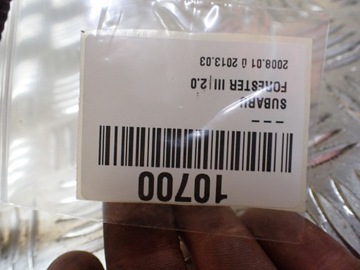 10700
– – –
SUBARU
FORESTER III | 2.0
2008.01 ù 2013.03